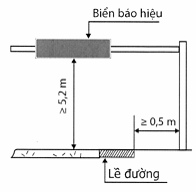 Biển báo hiệu
≥ 5,2 m
≥ 0,5 m
Lề đường